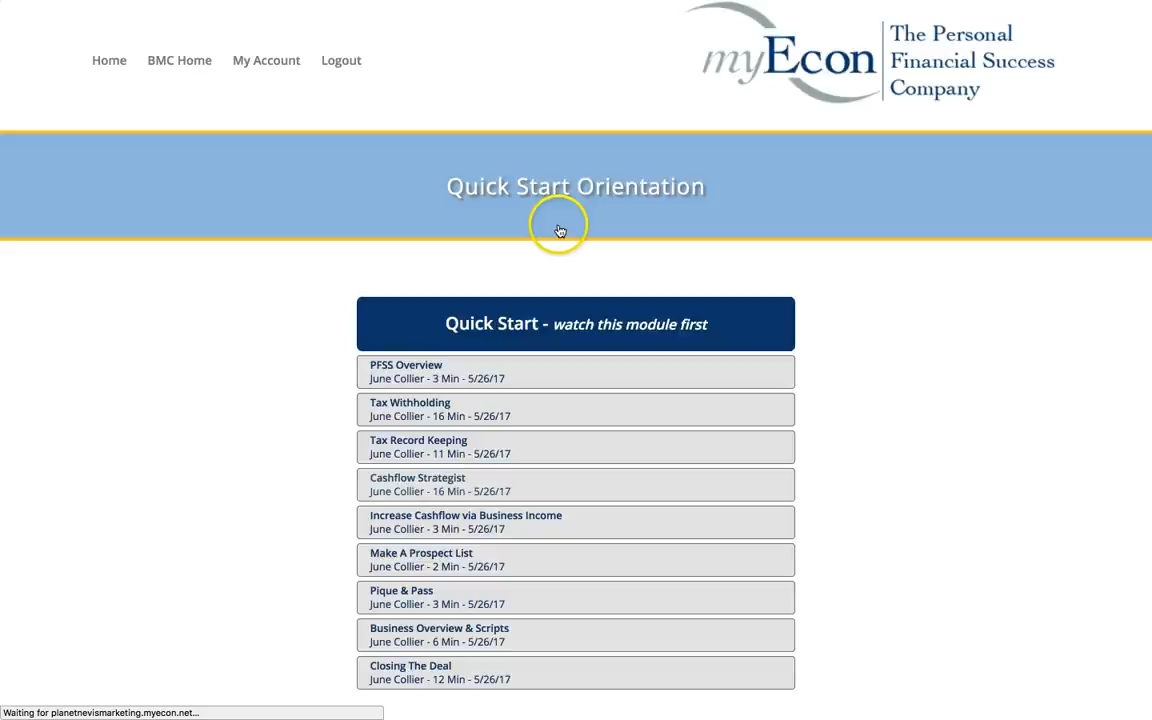 Home BMC Home My Account Logout
myEcon
The Personal
Financial Success
Company
Quick Start Orientation
Quick Start - watch this module first
PFSS Overview
June Collier - 3 Min - 5/26/17
Tax Withholding
June Collier - 16 Min - 5/26/17
Tax Record Keeping
June Collier - 11 Min - 5/26/17
Cashflow Strategist
June Collier - 16 Min - 5/26/17
Increase Cashflow via Business Income
June Collier - 3 Min - 5/26/17
Make A Prospect List
June Collier - 2 Min - 5/26/17
Pique & Pass
June Collier - 3 Min - 5/26/17
Business Overview & Scripts
June Collier - 6 Min - 5/26/17
Closing The Deal
June Collier - 12 Min - 5/26/17
Waiting for planetnevismarketing.myecon.net...